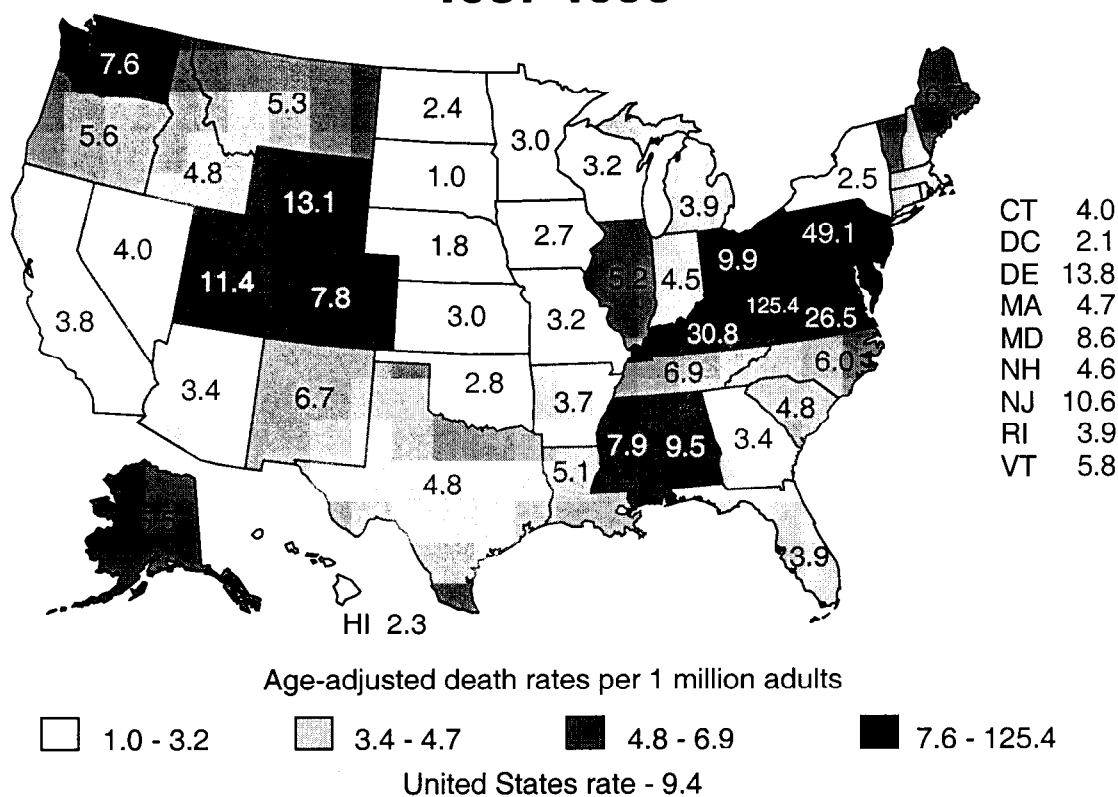 7.6
5.3
2.4
3.0
5.6
4.8
3.2
2.5
13.1
1.0
3.9
4.0
1.8
2.7
49.1
11.4
7.8
5.2
4.5
9.9
3.8
3.0
3.2
125.4
26.5
30.8
3.4
6.7
2.8
3.7
6.9
6.0
7.9
9.5
3.4
4.8
4.8
5.1
3.9
HI 2.3
CT 4.0
DC 2.1
DE 13.8
MA 4.7
MD 8.6
NH 4.6
NJ 10.6
RI 3.9
VT 5.8
Age-adjusted death rates per 1 million adults
1.0 - 3.2
3.4 - 4.7
4.8 - 6.9
7.6 - 125.4
United States rate - 9.4